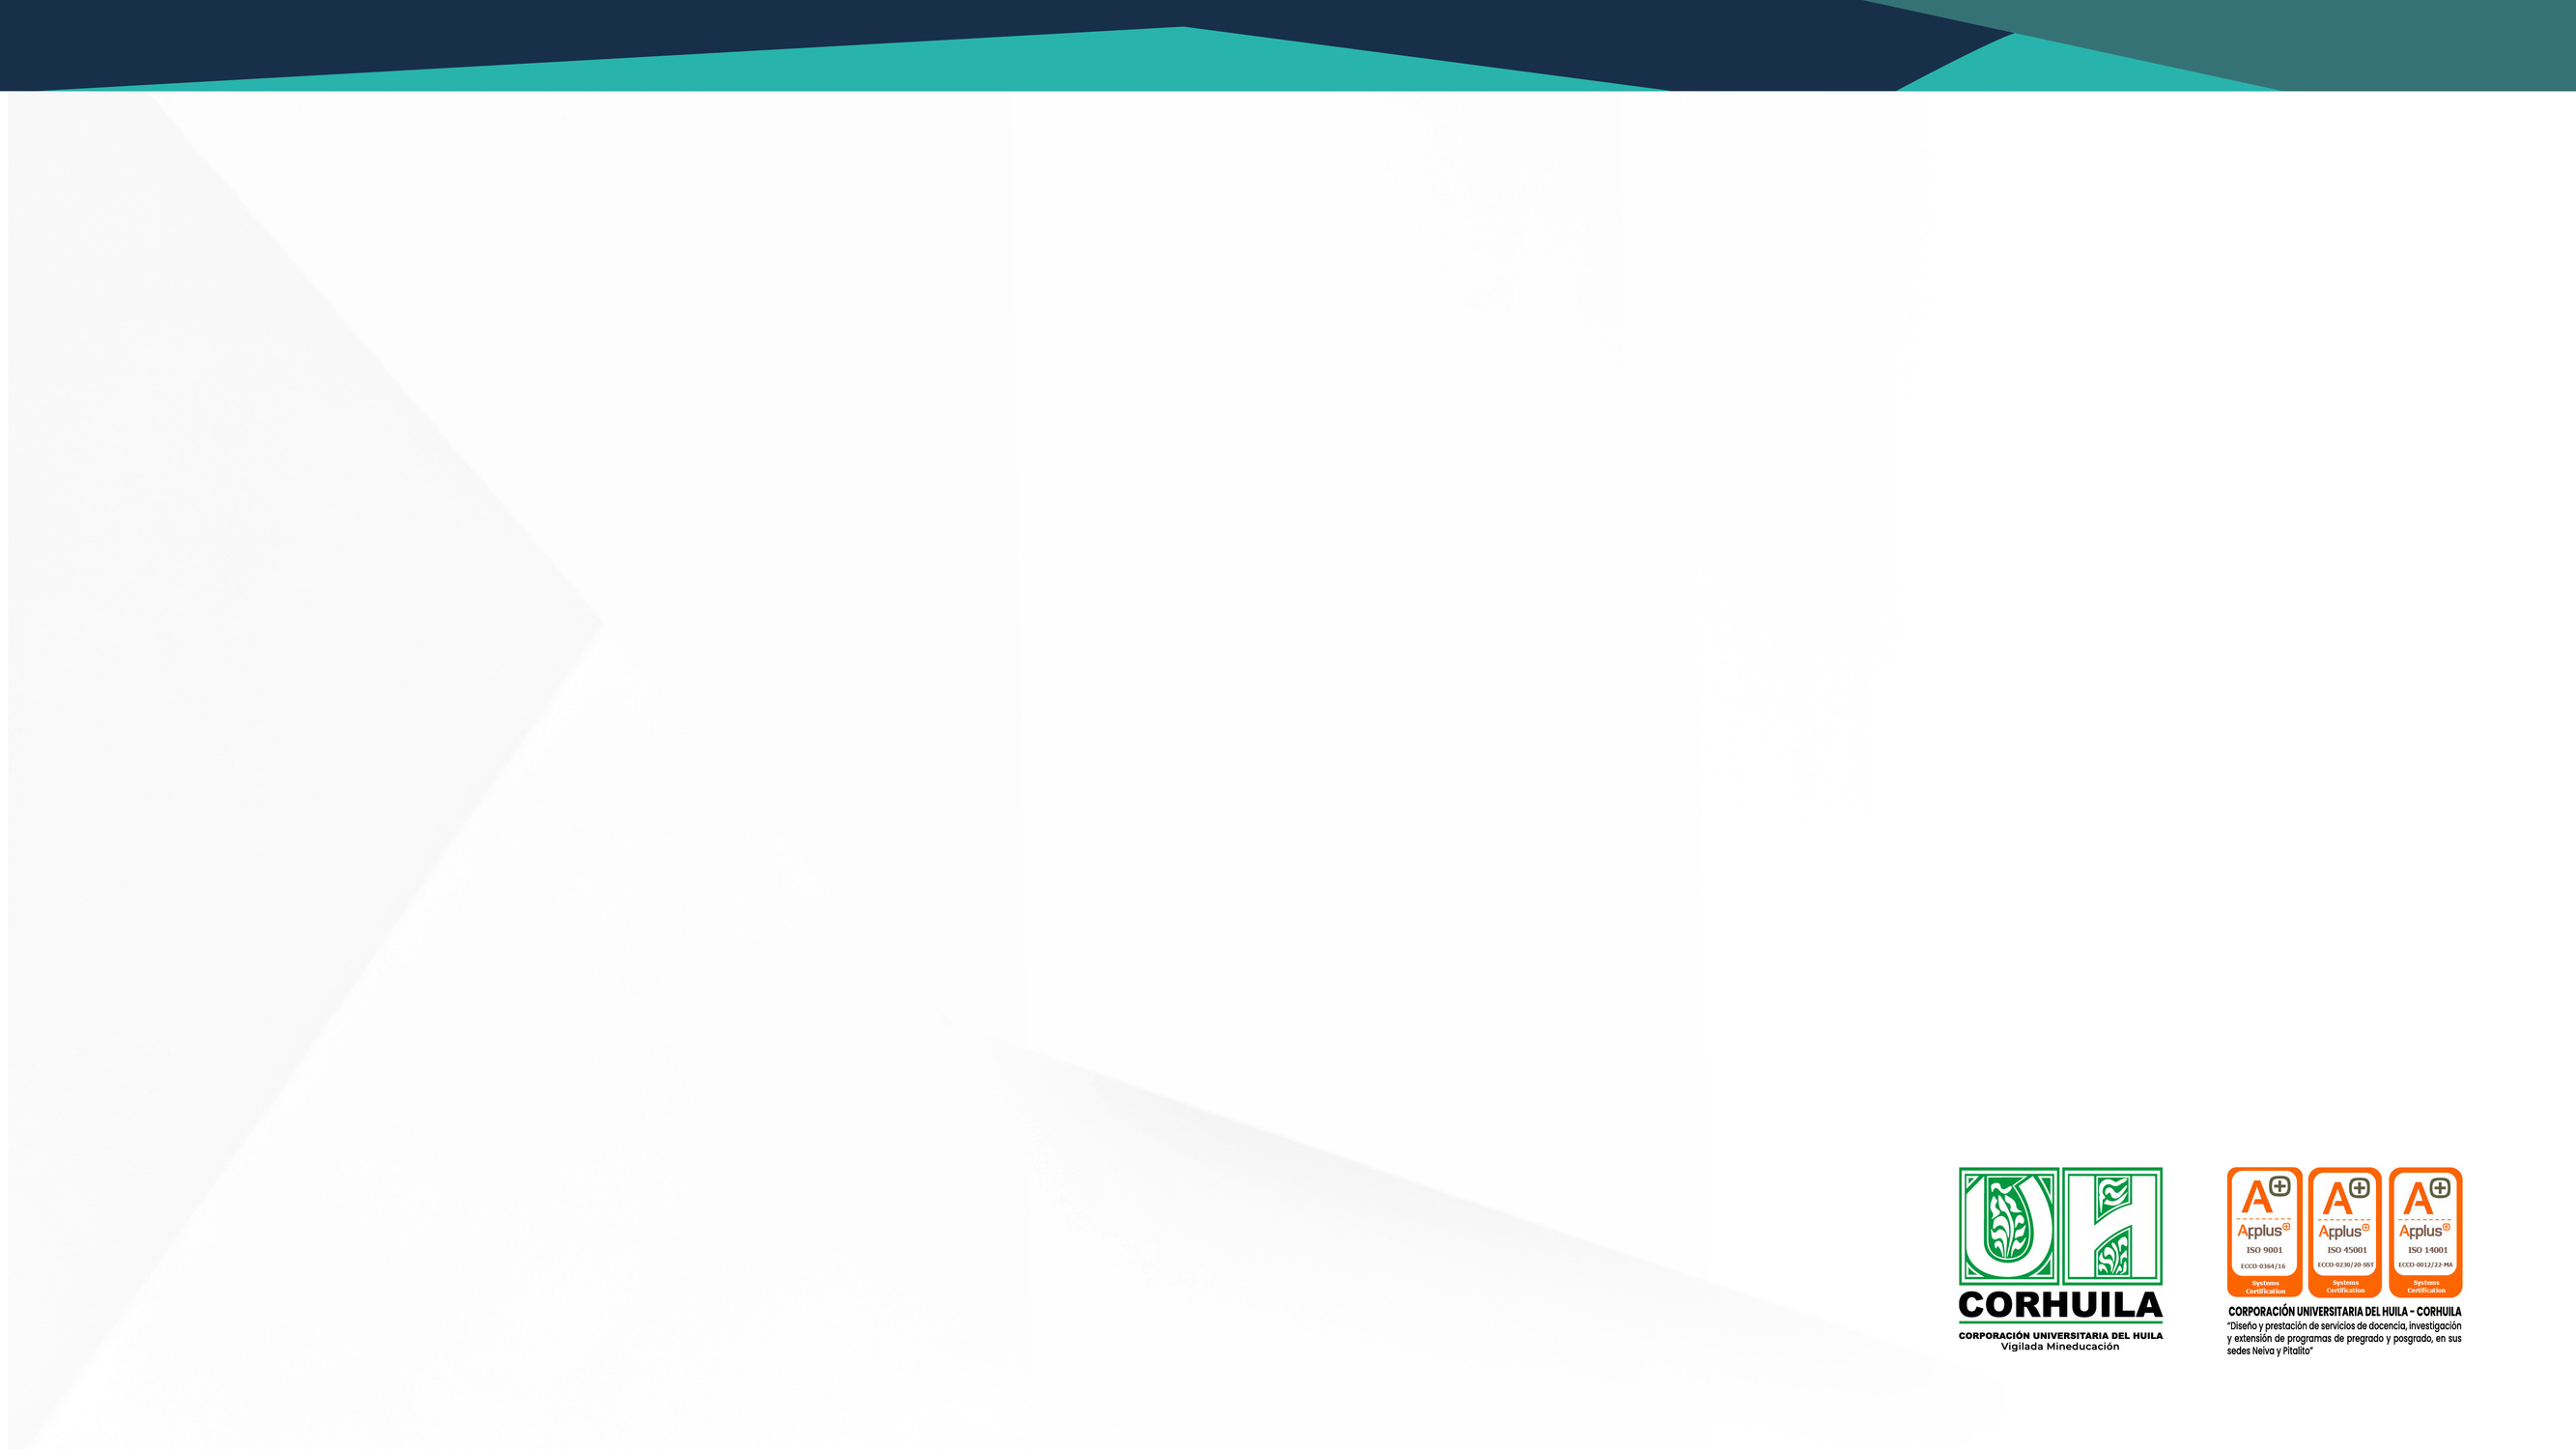 UH
CORHUILA
CORPORACIÓN UNIVERSITARIA DEL HUILA
Vigilada Mineducación
A+ A+ A+
Applus+ Applus+ Applus+
ISO 9001 ISO 45001 ISO 14001
ECCO-0364/16 ECCO-0230/20-SST ECCO-0012/22-MA
Systems Systems Systems
Certification Certification Certification
CORPORACIÓN UNIVERSITARIA DEL HUILA - CORHUILA
"Diseño y prestación de servicios de docencia, investigación
y extensión de programas de pregrado y posgrado, en sus
sedes Neiva y Pitalito"